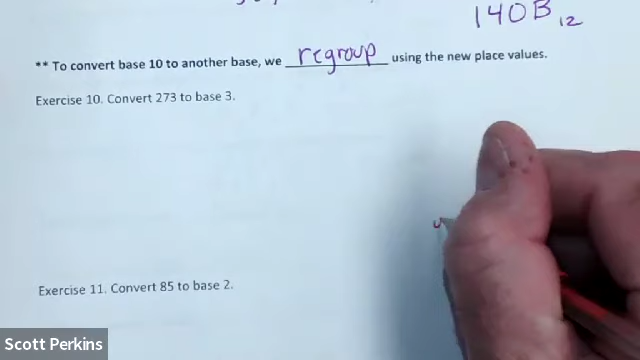 140B12
** To convert base 10 to another base, we regroup using the new place values.
Exercise 10. Convert 273 to base 3.
Exercise 11. Convert 85 to base 2.
Scott Perkins